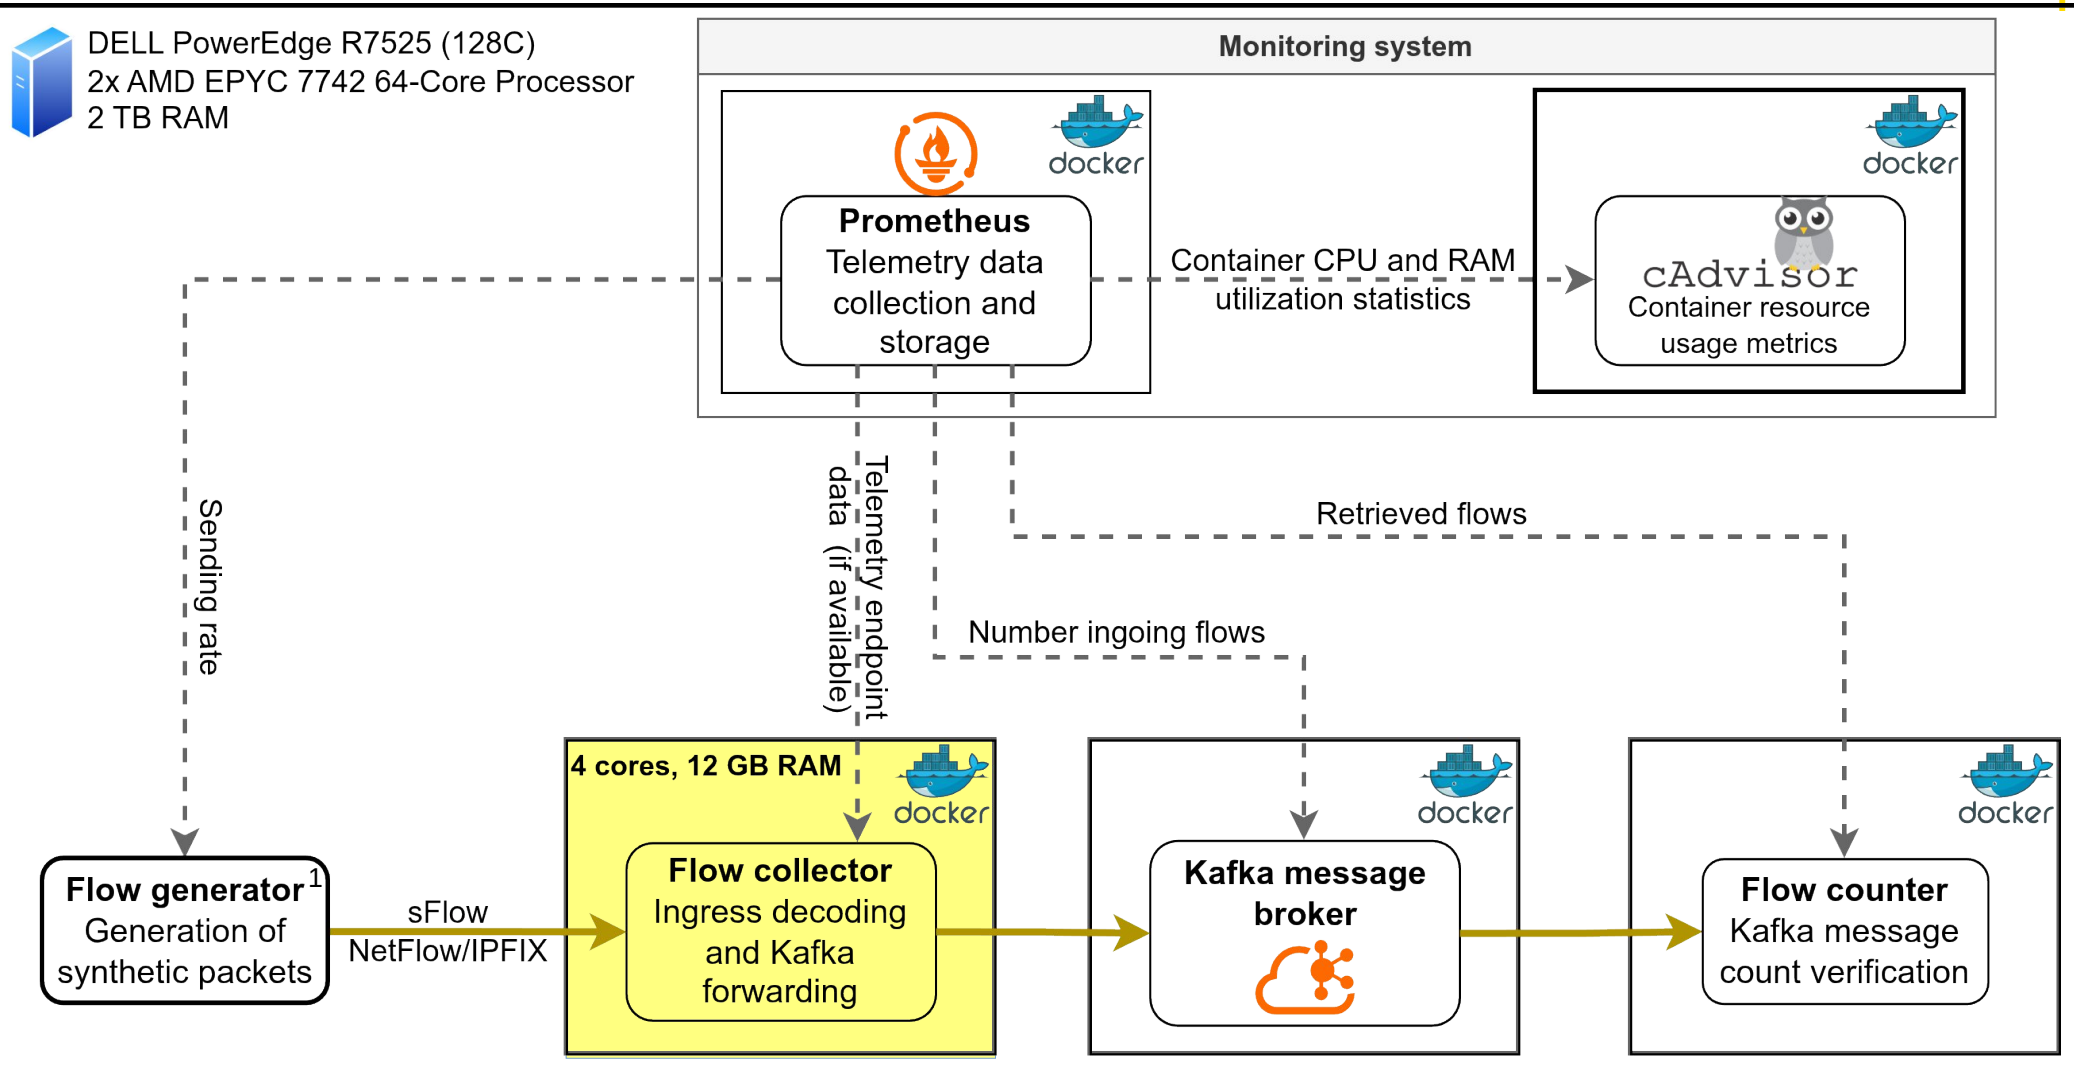 DELL PowerEdge R7525 (128C)
2x AMD EPYC 7742 64-Core Processor
2 TB RAM
Monitoring system
docker
Prometheus
Telemetry data
collection and
storage
Container CPU and RAM
utilization statistics
docker
cAdvisor
Container resource
usage metrics
Sending rate
Telemetry endpoint
data (if available)
Number ingoing flows
Retrieved flows
Flow generator1
Generation of
synthetic packets
sFlow
NetFlow/IPFIX
4 cores, 12 GB RAM
docker
Flow collector
Ingress decoding
and Kafka
forwarding
docker
Kafka message
broker
docker
Flow counter
Kafka message
count verification